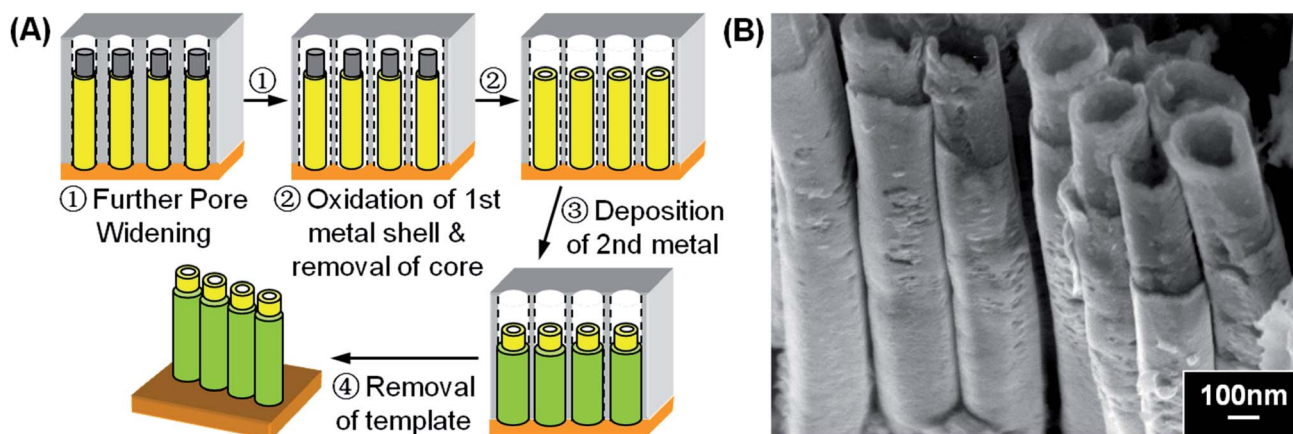 (A)
①
②
① Further Pore
Widening
② Oxidation of 1st
metal shell &
removal of core
③ Deposition
of 2nd metal
④ Removal
of template
(B)
100nm